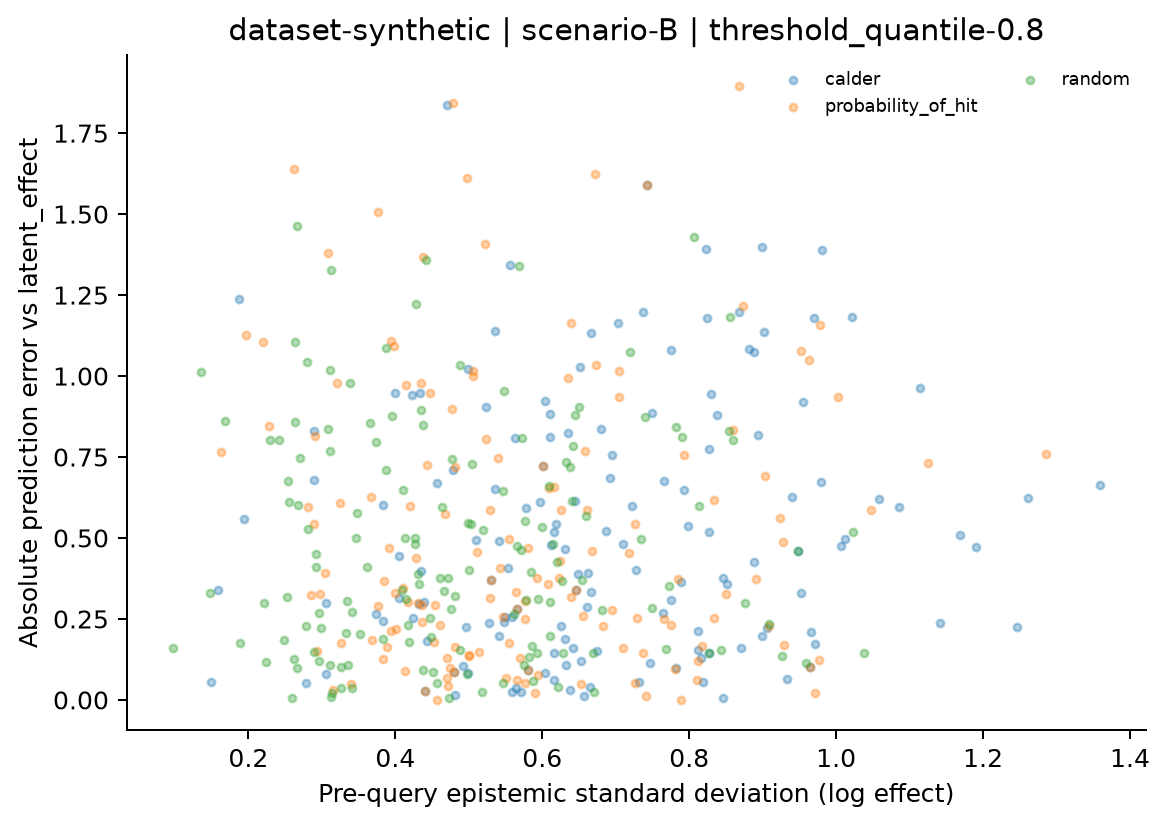 dataset-synthetic | scenario-B | threshold_quantile-0.8
calder
probability_of_hit
random
Absolute prediction error vs latent_effect
1.75
1.50
1.25
1.00
0.75
0.50
0.25
0.00
0.2 0.4 0.6 0.8 1.0 1.2 1.4
Pre-query epistemic standard deviation (log effect)